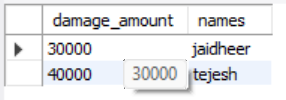 damage_amount names
30000 jaidheer
40000 30000 tejesh